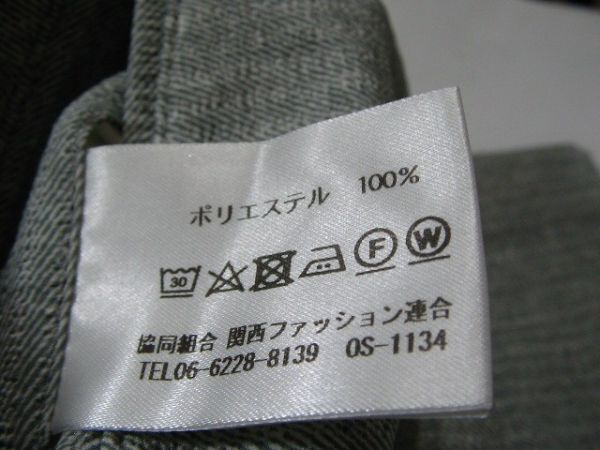 ポリエステル 100%
30 F W
協同組合 関西ファッション連合
TEL06-6228-8139 OS-1134